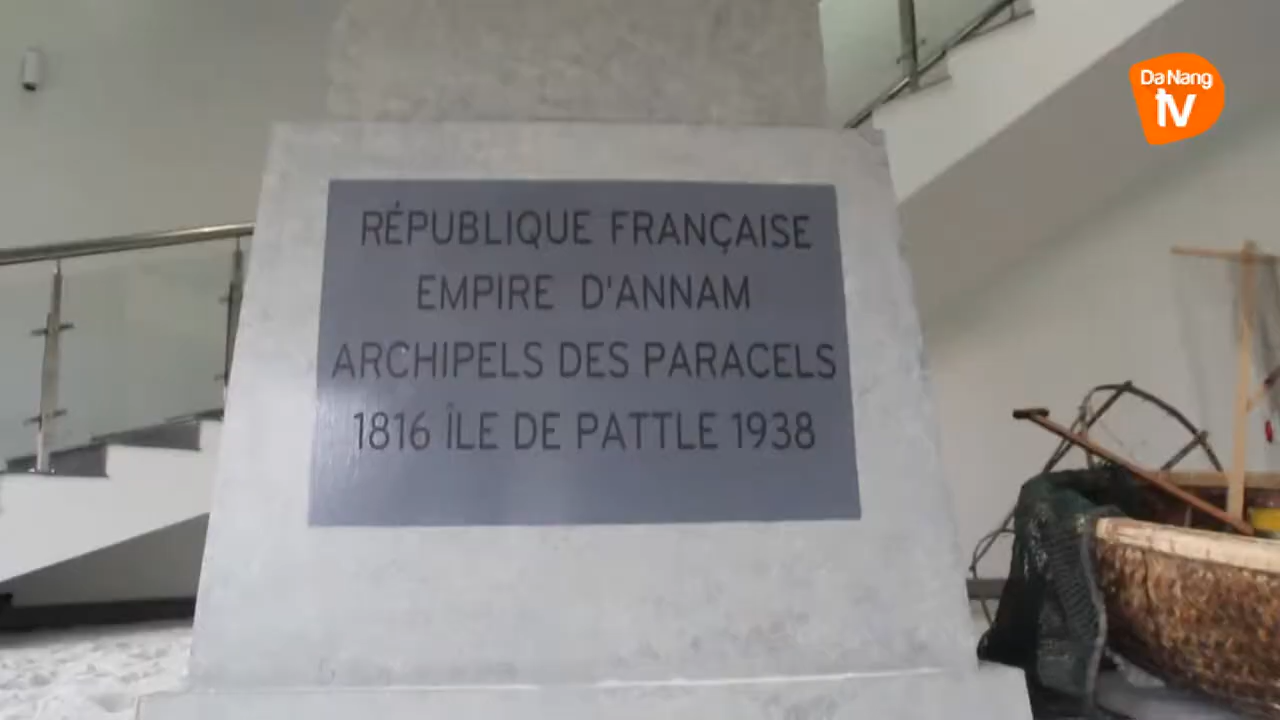 Da Nang
tv
RÉPUBLIQUE FRANÇAISE
EMPIRE D'ANNAM
ARCHIPELS DES PARACELS
1816 ÎLE DE PATTLE 1938